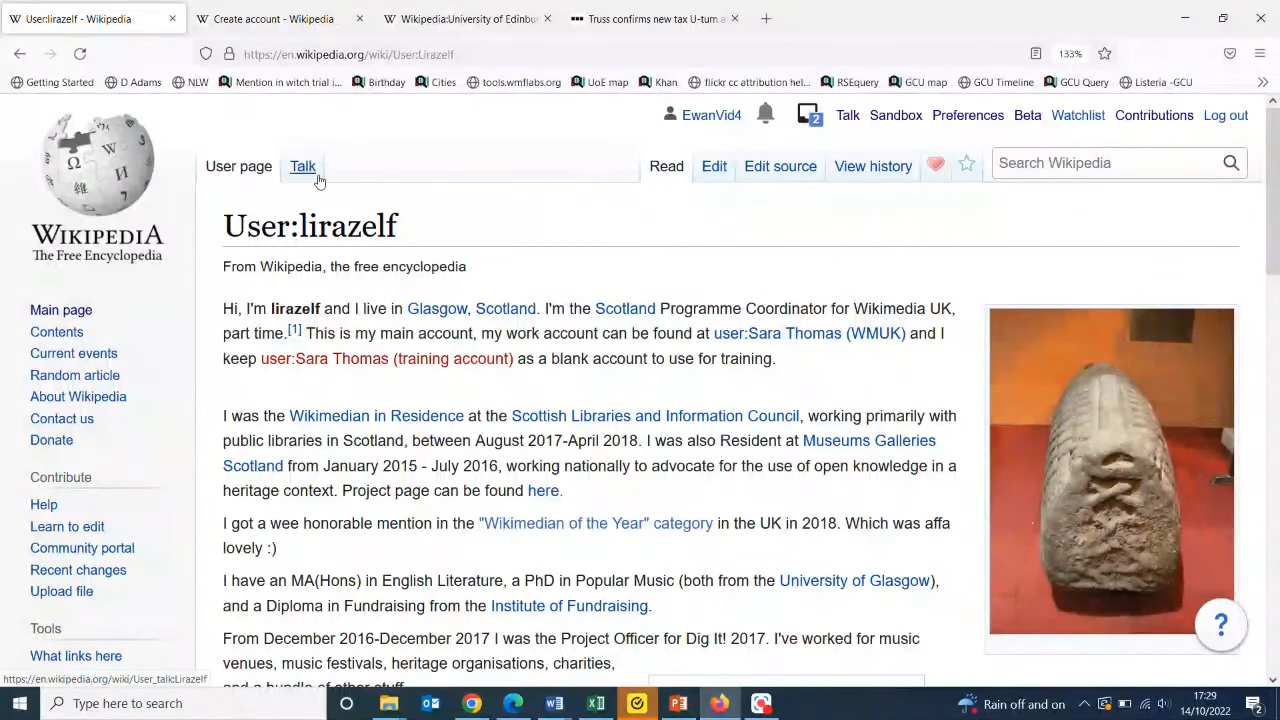 User:lirazelf - Wikipedia
Create account - Wikipedia
Wikipedia:University of Edinbu
Truss confirms new tax U-turn a
https://en.wikipedia.org/wiki/User:Lirazelf
133%
Getting Started
D Adams
NLW
Mention in witch trial i...
Birthday
Cities
tools.wmflabs.org
UoE map
Khan
flickr cc attribution hel...
RSEquery
GCU map
GCU Timeline
GCU Query
Listeria -GCU
EwanVid4
2
Talk
Sandbox
Preferences
Beta
Watchlist
Contributions
Log out
User page
Talk
Read
Edit
Edit source
View history
Search Wikipedia
WIKIPEDIA
The Free Encyclopedia
Main page
Contents
Current events
Random article
About Wikipedia
Contact us
Donate
Contribute
Help
Learn to edit
Community portal
Recent changes
Upload file
Tools
What links here
User:lirazelf
From Wikipedia, the free encyclopedia
Hi, I'm lirazelf and I live in Glasgow, Scotland. I'm the Scotland Programme Coordinator for Wikimedia UK,
part time.[1] This is my main account, my work account can be found at user:Sara Thomas (WMUK) and I
keep user:Sara Thomas (training account) as a blank account to use for training.
I was the Wikimedian in Residence at the Scottish Libraries and Information Council, working primarily with
public libraries in Scotland, between August 2017-April 2018. I was also Resident at Museums Galleries
Scotland from January 2015 - July 2016, working nationally to advocate for the use of open knowledge in a
heritage context. Project page can be found here.
I got a wee honorable mention in the "Wikimedian of the Year" category in the UK in 2018. Which was affa
lovely :)
I have an MA(Hons) in English Literature, a PhD in Popular Music (both from the University of Glasgow),
and a Diploma in Fundraising from the Institute of Fundraising.
From December 2016-December 2017 I was the Project Officer for Dig It! 2017. I've worked for music
venues, music festivals, heritage organisations, charities,
and a bundle of other stuff
?
https://en.wikipedia.org/wiki/User_talk:Lirazelf
Type here to search
Rain off and on
17:29
14/10/2022
2